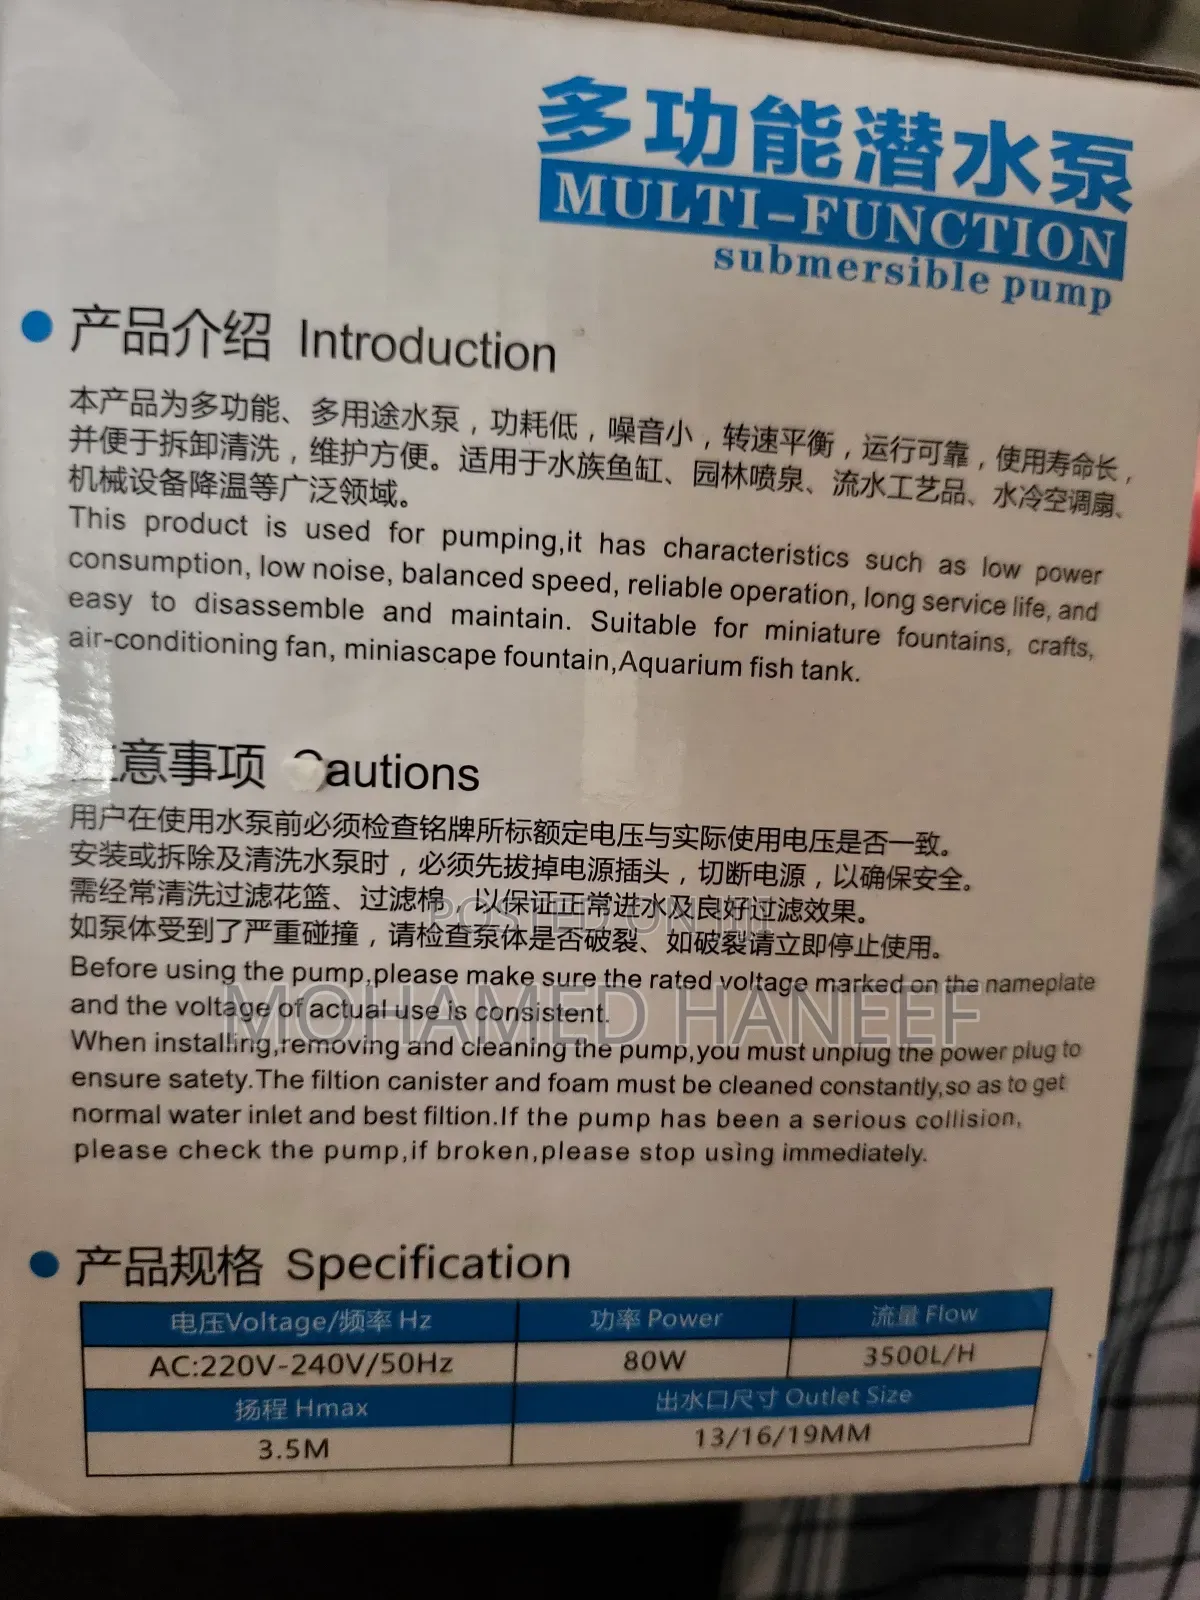 多功能潜水泵
MULTI-FUNCTION
submersible pump
产品介绍 Introduction
本产品为多功能、多用途水泵，功耗低，噪音小，转速平衡，运行可靠，使用寿命长，
并便于拆卸清洗，维护方便。适用于水族鱼缸、园林喷泉、流水工艺品、水冷空调扇、
机械设备降温等广泛领域。
This product is used for pumping,it has characteristics such as low power
consumption, low noise, balanced speed, reliable operation, long service life, and
easy to disassemble and maintain. Suitable for miniature fountains, crafts,
air-conditioning fan, miniascape fountain,Aquarium fish tank.
注意事项 Cautions
用户在使用水泵前必须检查铭牌所标额定电压与实际使用电压是否一致。
安装或拆除及清洗水泵时，必须先拔掉电源插头，切断电源，以确保安全。
需经常清洗过滤花篮、过滤棉，以保证正常进水及良好过滤效果。
如泵体受到了严重碰撞，请检查泵体是否破裂、如破裂请立即停止使用。
POSTED ON JIJI
Before using the pump,please make sure the rated voltage marked on the nameplate
and the voltage of actual use is consistent.
MOHAMED HANEEF
When installing,removing and cleaning the pump,you must unplug the power plug to
ensure satety.The filtion canister and foam must be cleaned constantly,so as to get
normal water inlet and best filtion.If the pump has been a serious collision,
please check the pump,if broken,please stop using immediately.
产品规格 Specification
电压Voltage/频率 Hz 功率 Power 流量 Flow
AC:220V-240V/50Hz 80W 3500L/H
扬程 Hmax 出水口尺寸 Outlet Size
3.5M 13/16/19MM